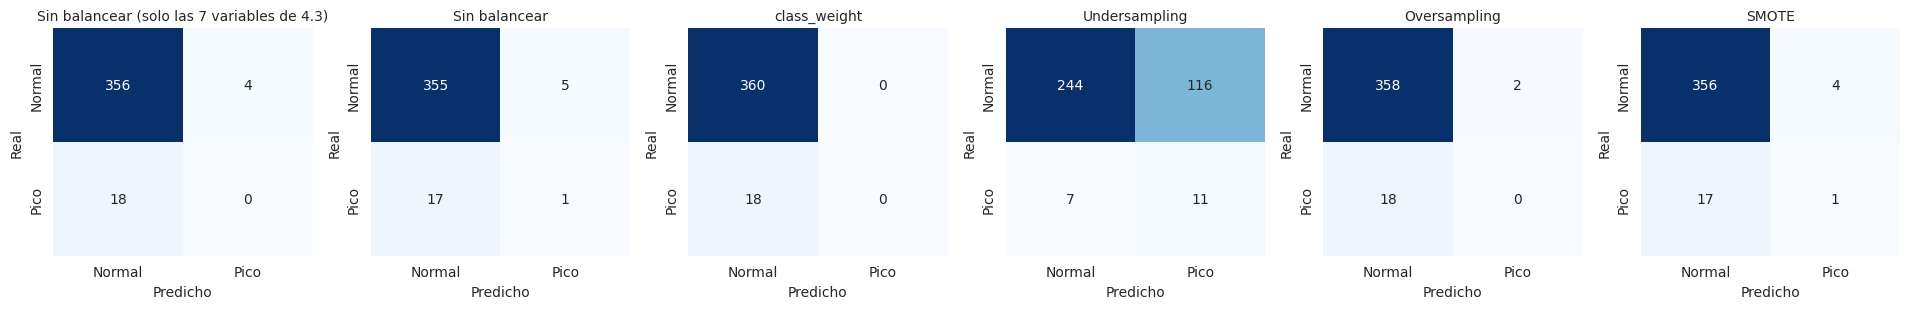 Sin balancear (solo las 7 variables de 4.3)
Real
Normal
Pico
356
4
18
0
Normal
Pico
Predicho
Sin balancear
Real
Normal
Pico
355
5
17
1
Normal
Pico
Predicho
class_weight
Real
Normal
Pico
360
0
18
0
Normal
Pico
Predicho
Undersampling
Real
Normal
Pico
244
116
7
11
Normal
Pico
Predicho
Oversampling
Real
Normal
Pico
358
2
18
0
Normal
Pico
Predicho
SMOTE
Real
Normal
Pico
356
4
17
1
Normal
Pico
Predicho